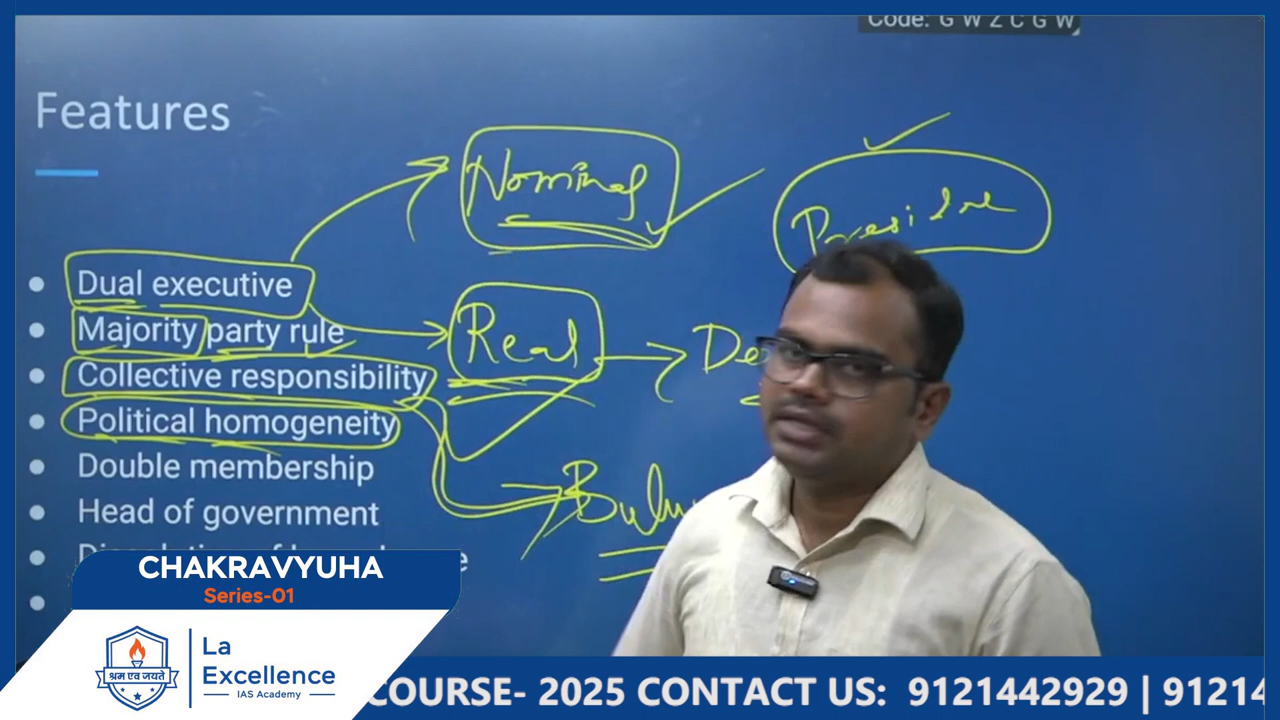 Code: G W Z C G W
Features
Nominal
Dual executive
Majority party rule
Real
Collective responsibility
Political homogeneity
Double membership
Head of government
CHAKRAVYUHA
Series-01
श्रम एव जयते
La
Excellence
IAS Academy
COURSE- 2025 CONTACT US: 9121442929 | 91214